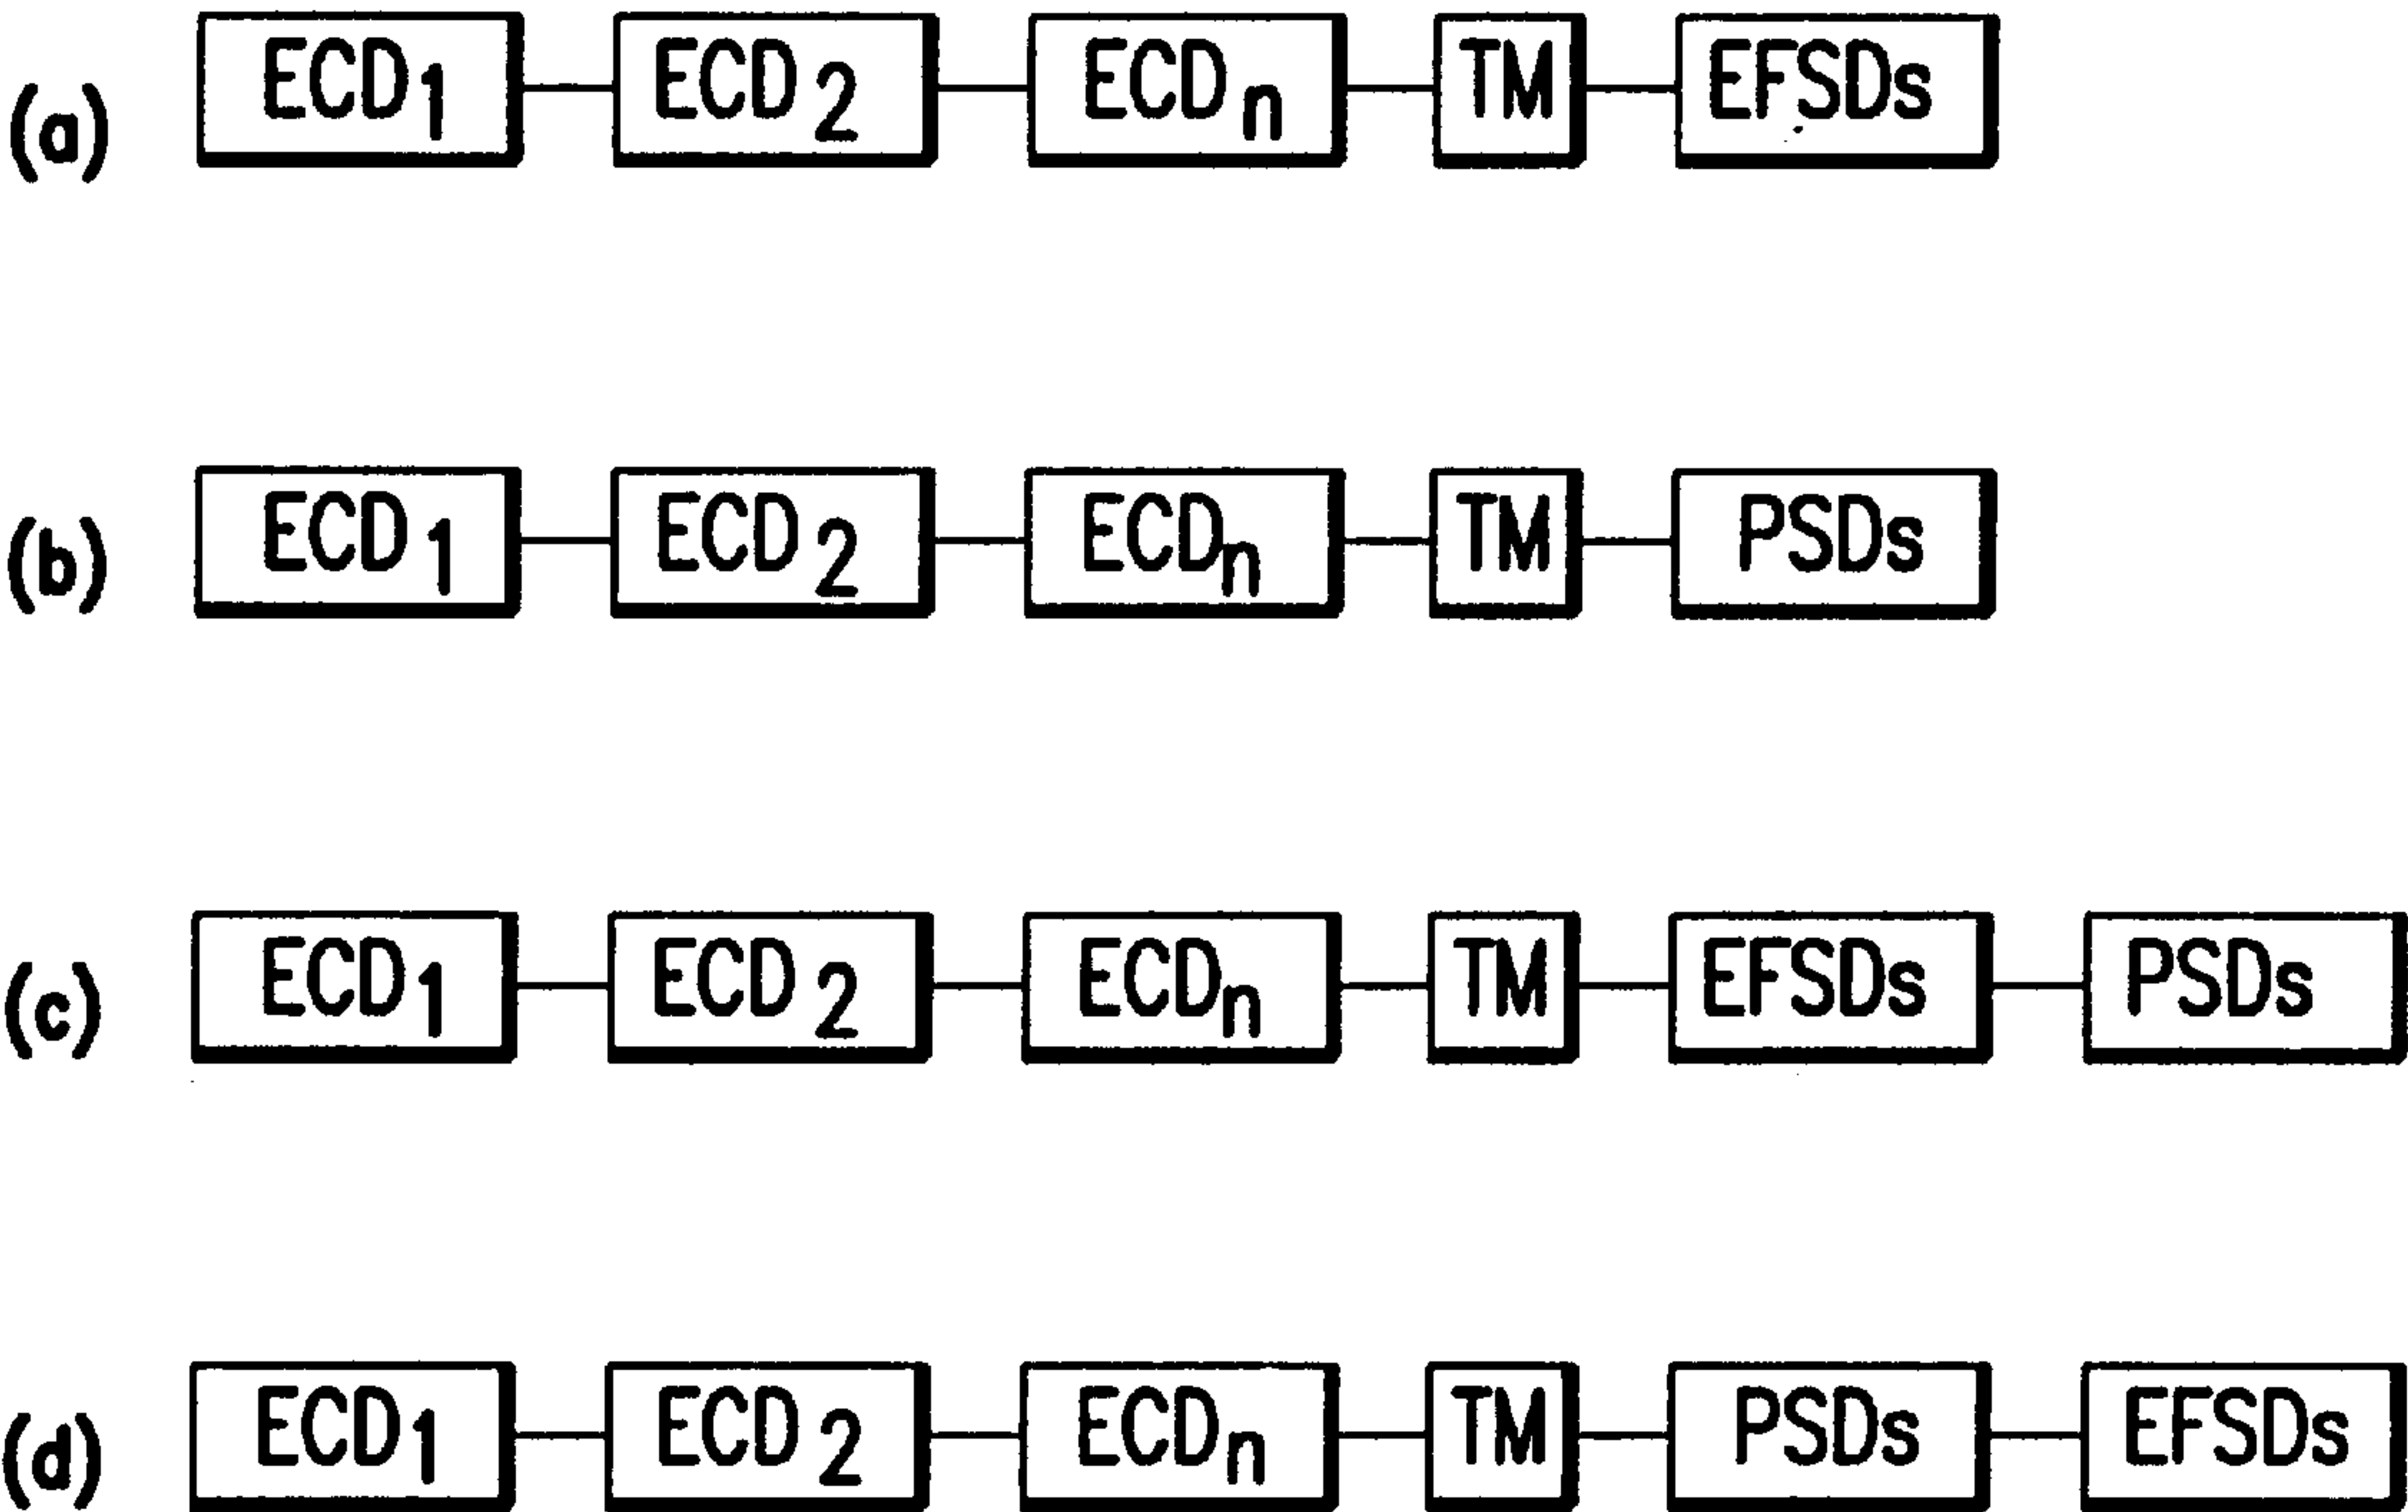 (a) ECD1 ECD2 ECDn TM EFSDs
(b) ECD1 ECD2 ECDn TM PSDs
(c) ECD1 ECD2 ECDn TM EFSDs PSDs
(d) ECD1 ECD2 ECDn TM PSDs EFSDs